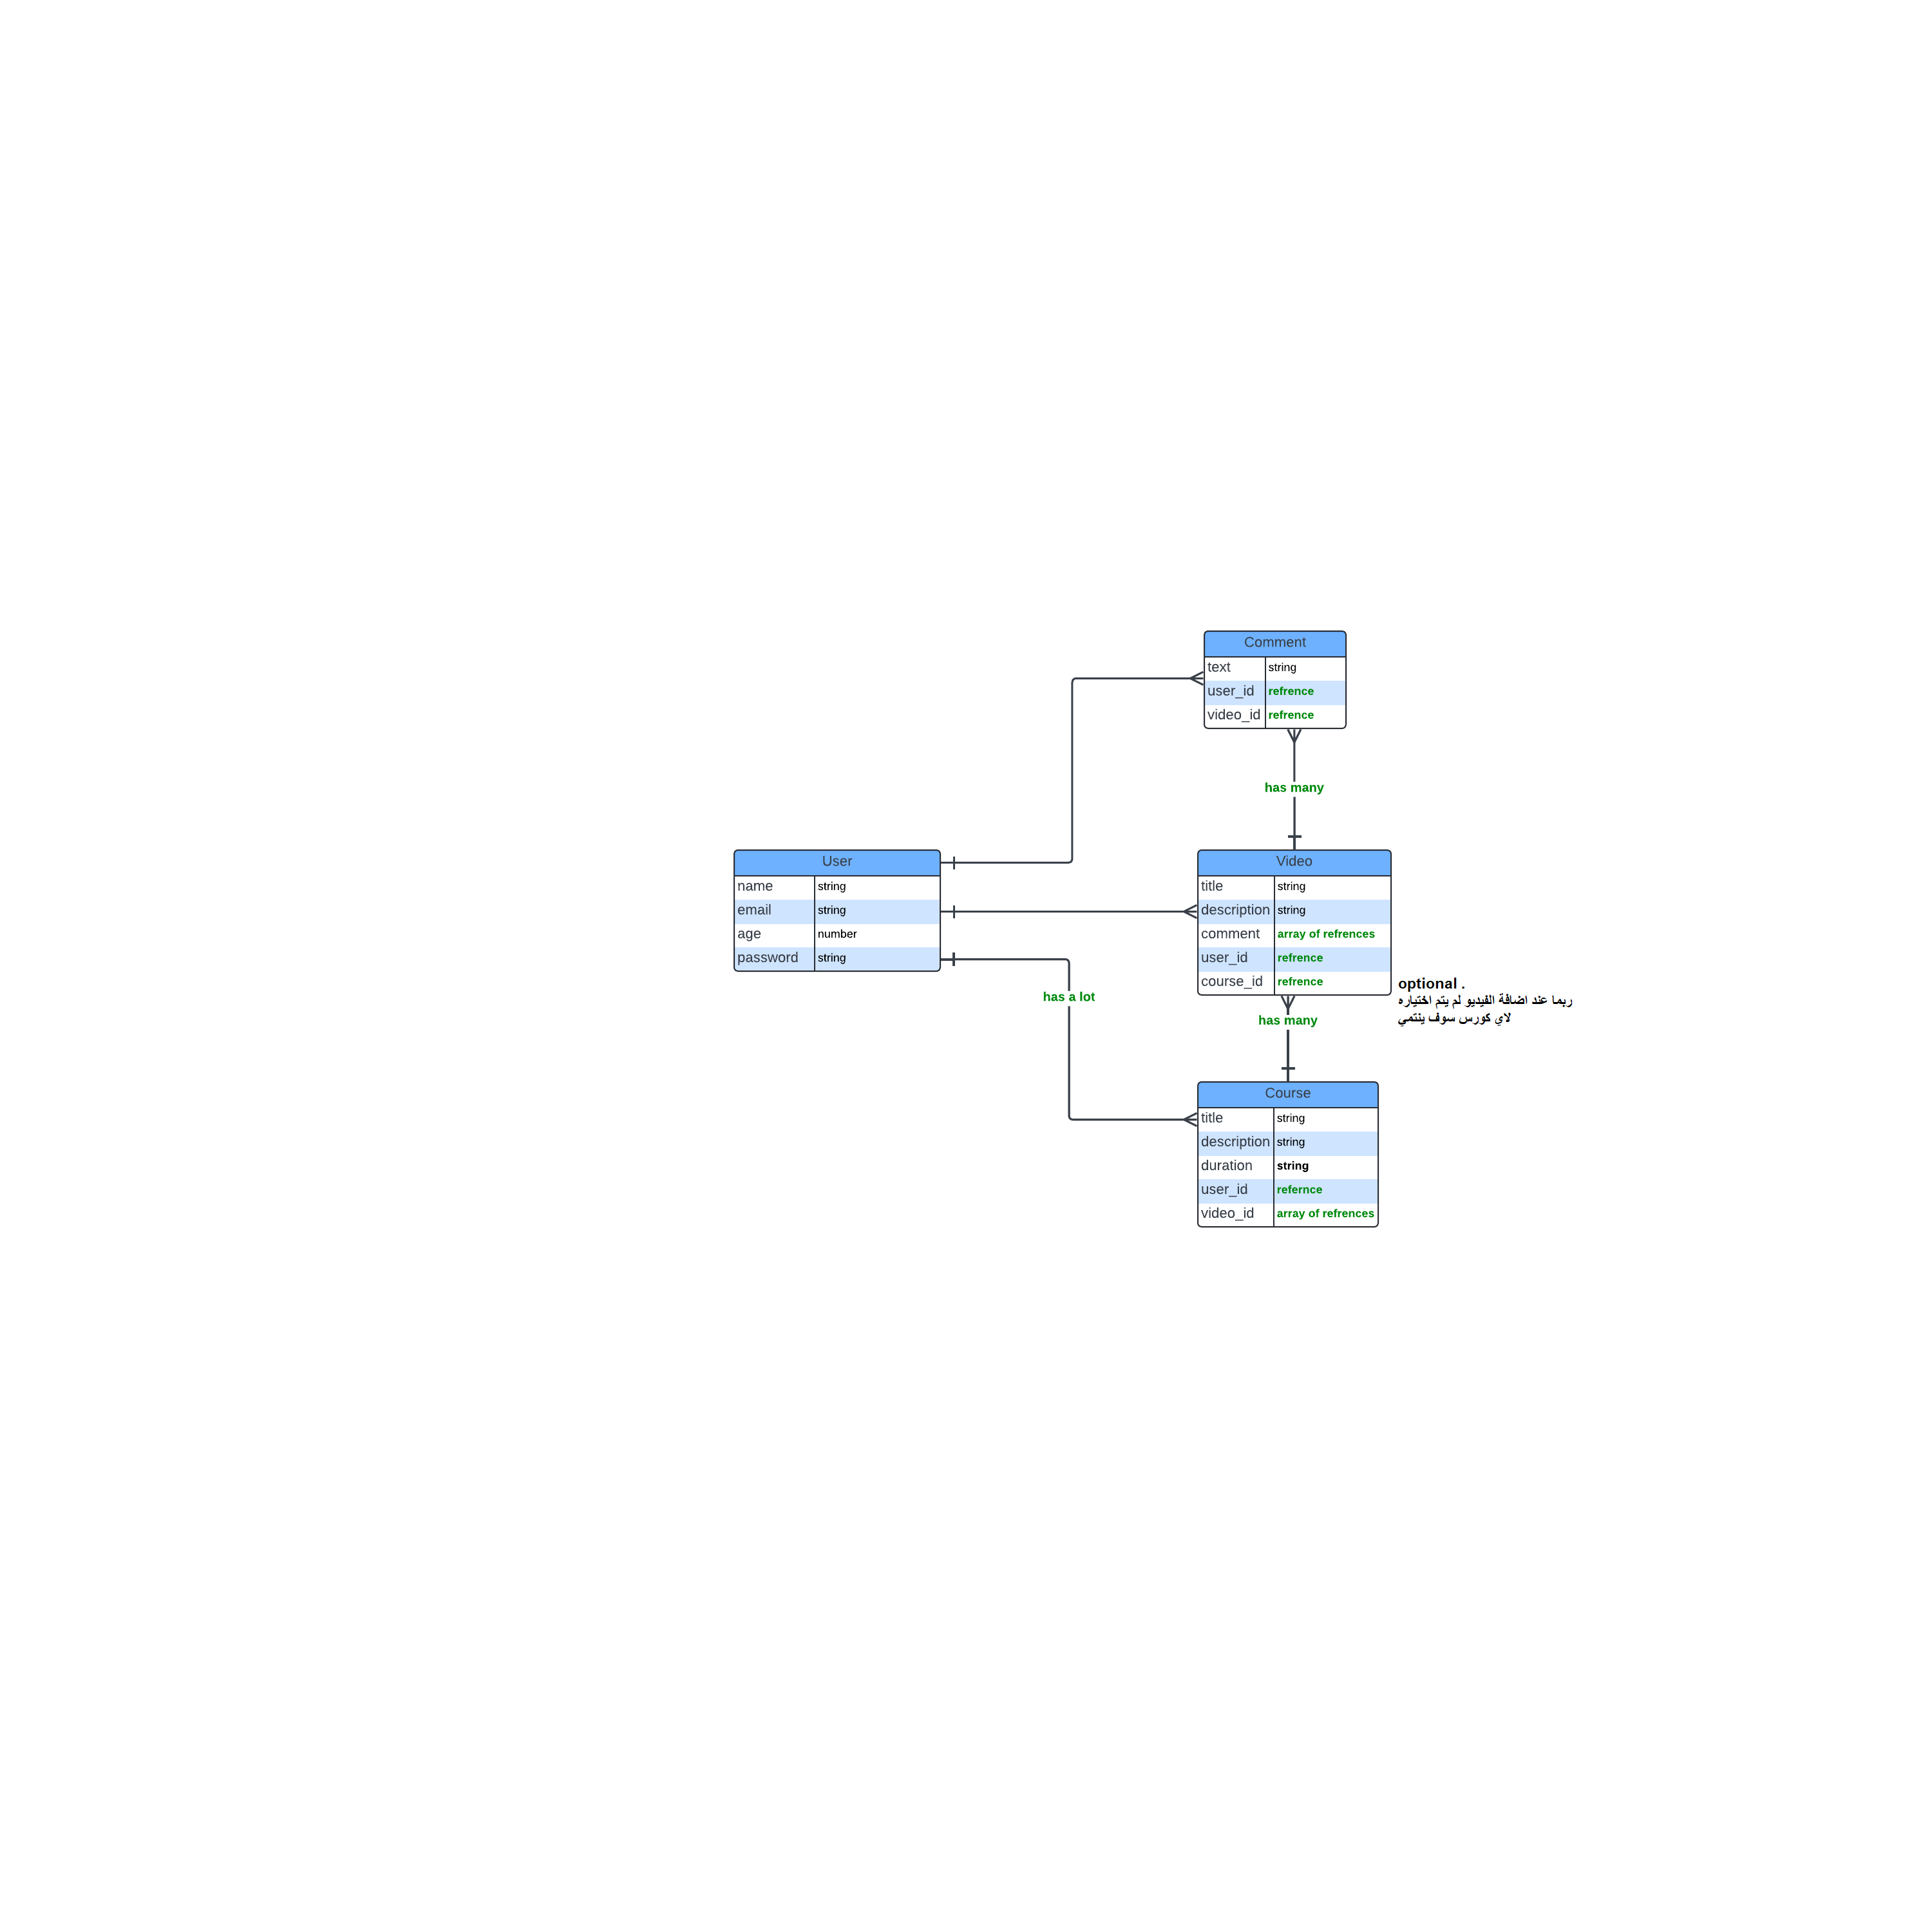 Comment
text string
user_id refrence
video_id refrence
has many
User
name string
email string
age number
password string
Video
title string
description string
comment array of refrences
user_id refrence
course_id refrence
optional .
ربما عند اضافة الفيديو لم يتم اختياره
لاي كورس سوف ينتمي
has a lot
has many
Course
title string
description string
duration string
user_id refernce
video_id array of refrences